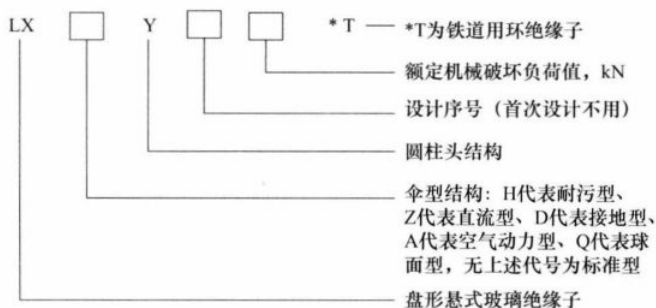 LX Y *T *T为铁道用环绝缘子
额定机械破坏负荷值，kN
设计序号（首次设计不用）
圆柱头结构
伞型结构：H代表耐污型、
Z代表直流型、D代表接地型、
A代表空气动力型、Q代表球
面型，无上述代号为标准型
盘形悬式玻璃绝缘子